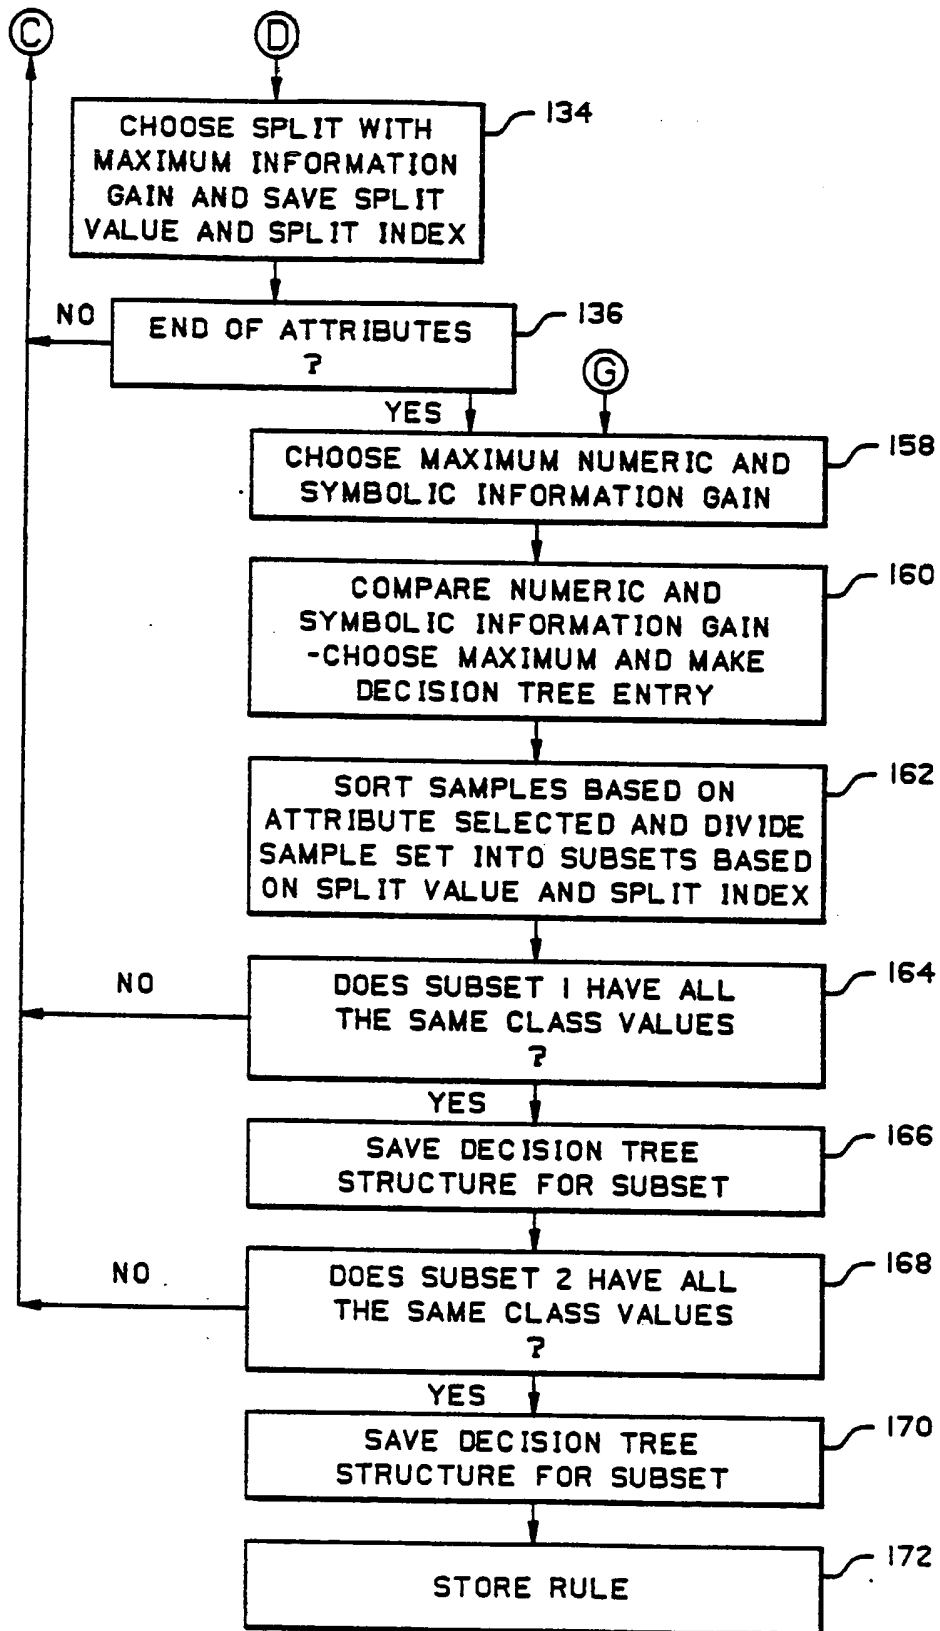 C
D
CHOOSE SPLIT WITH
MAXIMUM INFORMATION
GAIN AND SAVE SPLIT
VALUE AND SPLIT INDEX
134
NO
END OF ATTRIBUTES
?
136
YES
G
CHOOSE MAXIMUM NUMERIC AND
SYMBOLIC INFORMATION GAIN
158
COMPARE NUMERIC AND
SYMBOLIC INFORMATION GAIN
-CHOOSE MAXIMUM AND MAKE
DECISION TREE ENTRY
160
SORT SAMPLES BASED ON
ATTRIBUTE SELECTED AND DIVIDE
SAMPLE SET INTO SUBSETS BASED
ON SPLIT VALUE AND SPLIT INDEX
162
NO
DOES SUBSET 1 HAVE ALL
THE SAME CLASS VALUES
?
164
YES
SAVE DECISION TREE
STRUCTURE FOR SUBSET
166
NO
DOES SUBSET 2 HAVE ALL
THE SAME CLASS VALUES
?
168
YES
SAVE DECISION TREE
STRUCTURE FOR SUBSET
170
STORE RULE
172